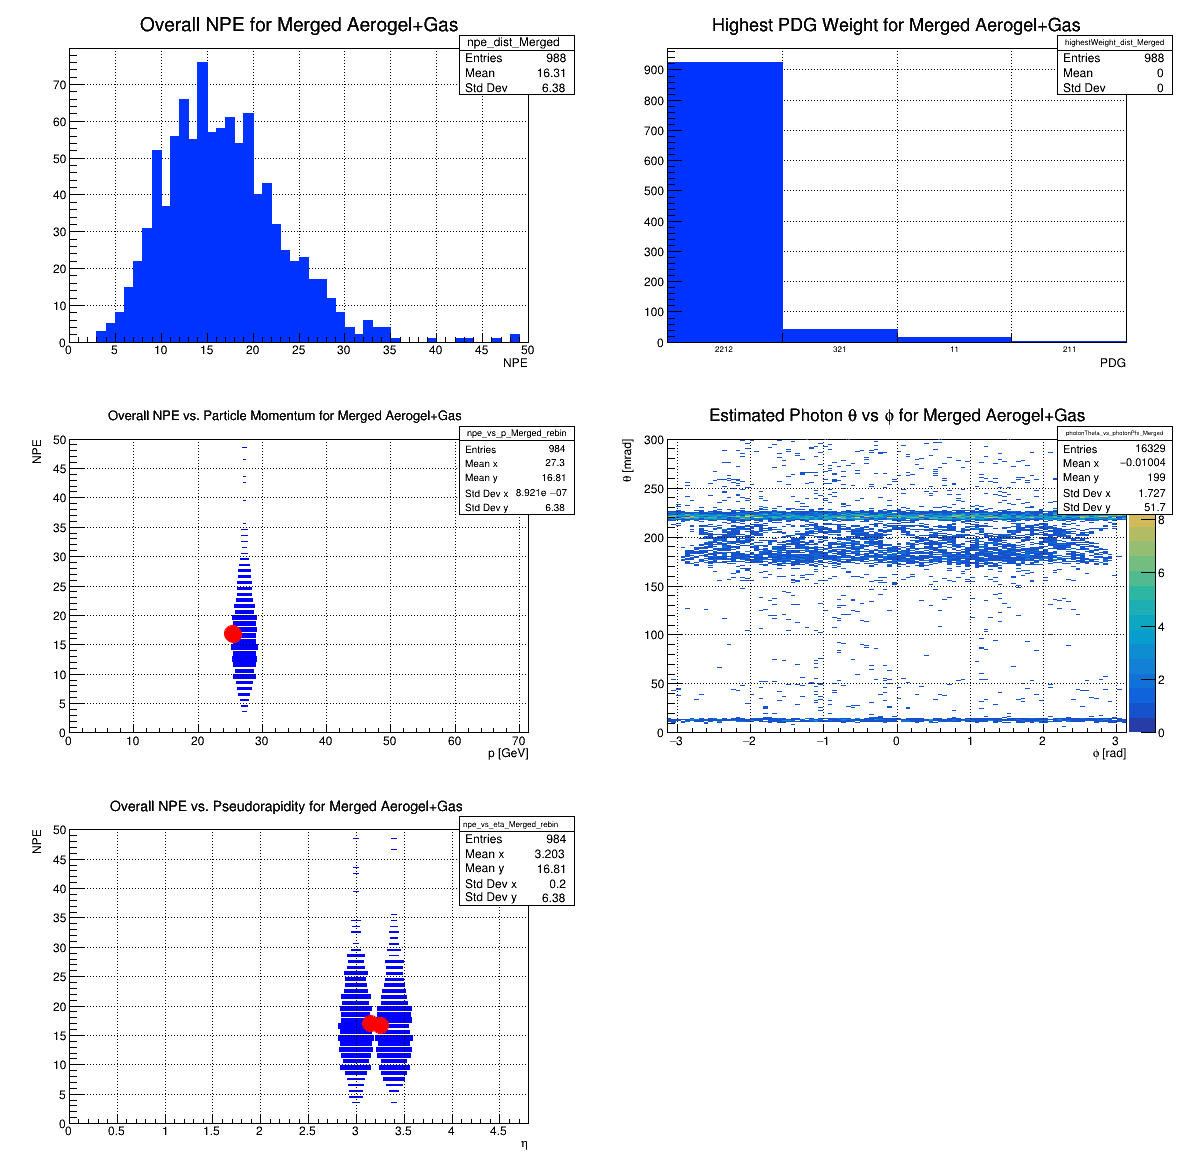 Overall NPE for Merged Aerogel+Gas
npe_dist_Merged
Entries 988
Mean 16.31
Std Dev 6.38
70
60
50
40
30
20
10
0
0 5 10 15 20 25 30 35 40 45 50
NPE
Highest PDG Weight for Merged Aerogel+Gas
highestWeight_dist_Merged
Entries 988
Mean 0
Std Dev 0
900
800
700
600
500
400
300
200
100
0
2212 321 11 211
PDG
Overall NPE vs. Particle Momentum for Merged Aerogel+Gas
npe_vs_p_Merged_rebin
Entries 984
Mean x 27.3
Mean y 16.81
Std Dev x 8.921e −07
Std Dev y 6.38
NPE
50
45
40
35
30
25
20
15
10
5
0
0 10 20 30 40 50 60 70
p [GeV]
Estimated Photon θ vs ϕ for Merged Aerogel+Gas
photonTheta_vs_photonPhi_Merged
Entries 16329
Mean x −0.01004
Mean y 199
Std Dev x 1.727
Std Dev y 51.7
θ [mrad]
300
250
200
150
100
50
0
−3 −2 −1 0 1 2 3
ϕ [rad]
8
6
4
2
0
Overall NPE vs. Pseudorapidity for Merged Aerogel+Gas
npe_vs_eta_Merged_rebin
Entries 984
Mean x 3.203
Mean y 16.81
Std Dev x 0.2
Std Dev y 6.38
NPE
50
45
40
35
30
25
20
15
10
5
0
0 0.5 1 1.5 2 2.5 3 3.5 4 4.5
η